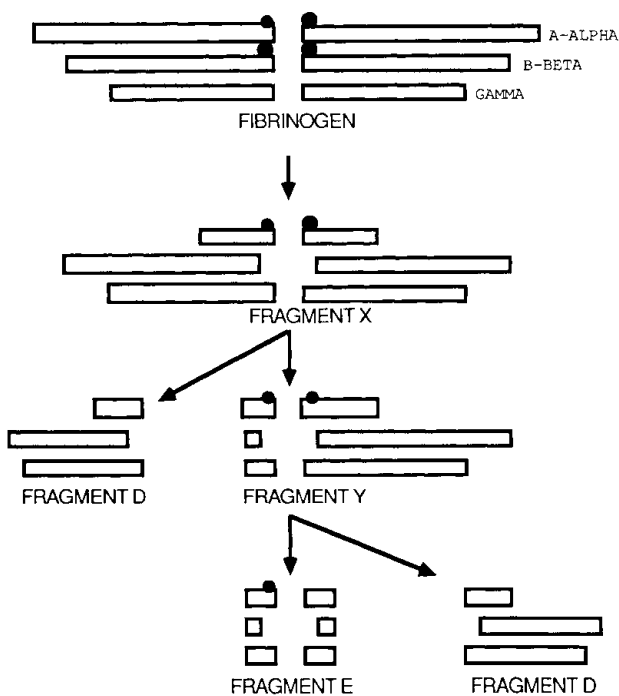 A-ALPHA
B-BETA
GAMMA
FIBRINOGEN
FRAGMENT X
FRAGMENT D
FRAGMENT Y
FRAGMENT E
FRAGMENT D